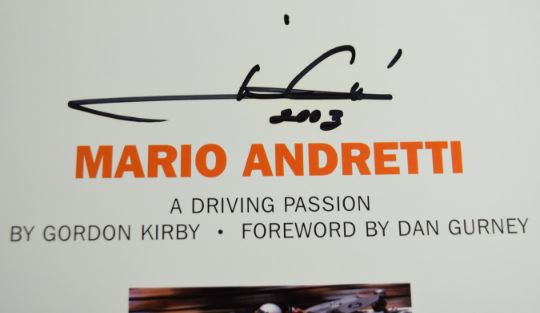 2003
MARIO ANDRETTI
A DRIVING PASSION
BY GORDON KIRBY • FOREWORD BY DAN GURNEY